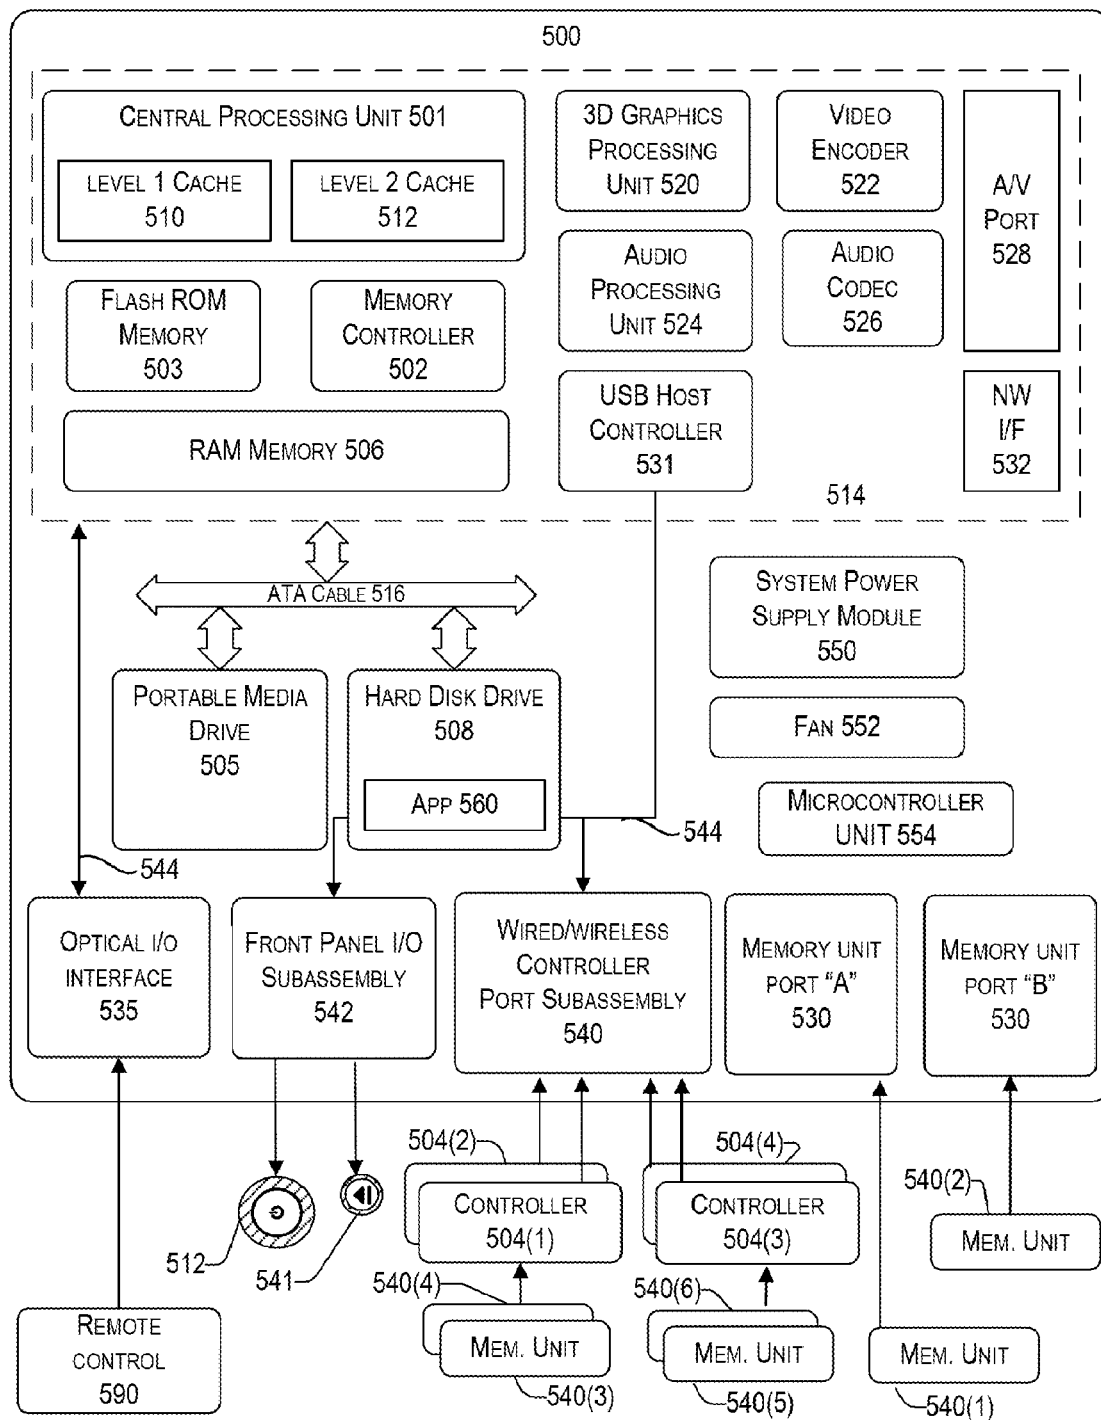 500
CENTRAL PROCESSING UNIT 501
LEVEL 1 CACHE
510
LEVEL 2 CACHE
512
3D GRAPHICS
PROCESSING
UNIT 520
VIDEO
ENCODER
522
A/V
PORT
528
FLASH ROM
MEMORY
503
MEMORY
CONTROLLER
502
AUDIO
PROCESSING
UNIT 524
AUDIO
CODEC
526
RAM MEMORY 506
USB HOST
CONTROLLER
531
NW
I/F
532
514
ATA CABLE 516
SYSTEM POWER
SUPPLY MODULE
550
PORTABLE MEDIA
DRIVE
505
HARD DISK DRIVE
508
APP 560
FAN 552
MICROCONTROLLER
UNIT 554
544
544
OPTICAL I/O
INTERFACE
535
FRONT PANEL I/O
SUBASSEMBLY
542
WIRED/WIRELESS
CONTROLLER
PORT SUBASSEMBLY
540
MEMORY UNIT
PORT “A”
530
MEMORY UNIT
PORT “B”
530
504(2)
504(4)
CONTROLLER
504(1)
CONTROLLER
504(3)
540(2)
MEM. UNIT
512
541
540(4)
MEM. UNIT
540(3)
540(6)
MEM. UNIT
540(5)
MEM. UNIT
540(1)
REMOTE
CONTROL
590